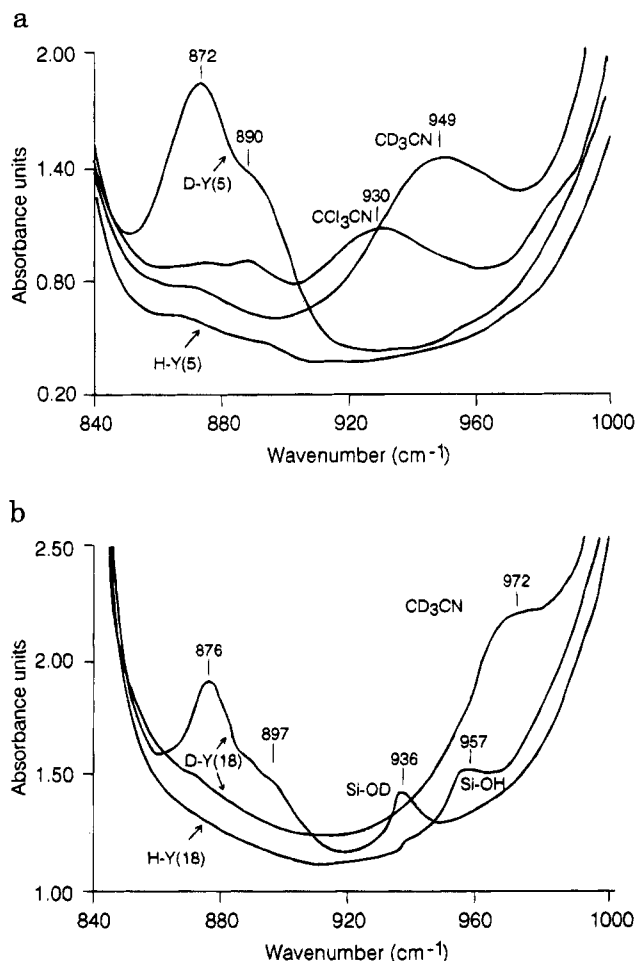 a
2.00
1.40
0.80
0.20
Absorbance units
872
890
D-Y(5)
H-Y(5)
CCl3CN
930
CD3CN
949
840
880
920
960
1000
Wavenumber (cm-1)
b
2.50
2.00
1.50
1.00
Absorbance units
876
897
D-Y(18)
H-Y(18)
Si-OD
936
CD3CN
972
957
Si-OH
840
880
920
960
1000
Wavenumber (cm-1)